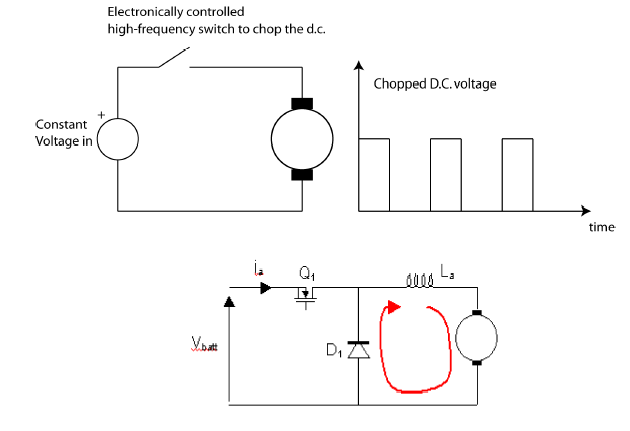 Electronically controlled
high-frequency switch to chop the d.c.
Chopped D.C. voltage
+
Constant
Voltage in
time
ia
Q1
La
Vbatt
D1